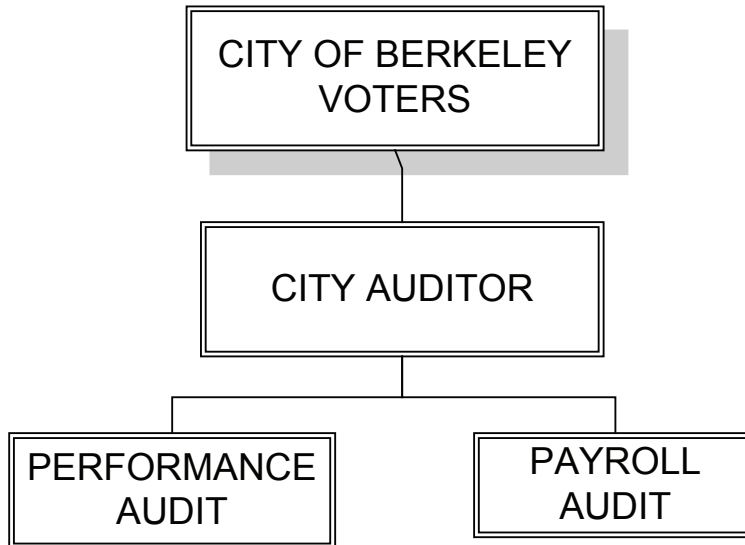 CITY OF BERKELEY
VOTERS
CITY AUDITOR
PERFORMANCE
AUDIT
PAYROLL
AUDIT